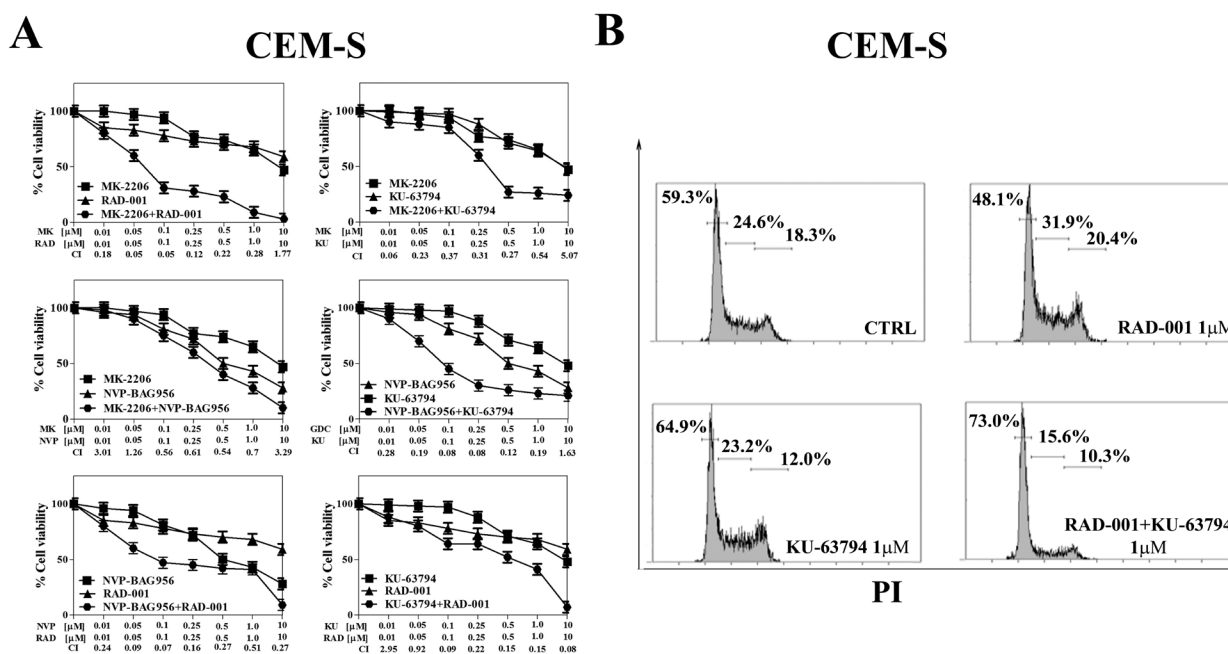 A
CEM-S
% Cell viability
100
50
0
MK-2206
RAD-001
MK-2206+RAD-001
MK [µM] 0.01 0.05 0.1 0.25 0.5 1.0 10
RAD [µM] 0.01 0.05 0.1 0.25 0.5 1.0 10
CI 0.18 0.05 0.05 0.12 0.22 0.28 1.77
% Cell viability
100
50
0
MK-2206
KU-63794
MK-2206+KU-63794
MK [µM] 0.01 0.05 0.1 0.25 0.5 1.0 10
KU [µM] 0.01 0.05 0.1 0.25 0.5 1.0 10
CI 0.06 0.23 0.37 0.31 0.27 0.54 5.07
% Cell viability
100
50
0
MK-2206
NVP-BAG956
MK-2206+NVP-BAG956
MK [µM] 0.01 0.05 0.1 0.25 0.5 1.0 10
NVP [µM] 0.01 0.05 0.1 0.25 0.5 1.0 10
CI 3.01 1.26 0.56 0.61 0.54 0.7 3.29
% Cell viability
100
50
0
NVP-BAG956
KU-63794
NVP-BAG956+KU-63794
GDC [µM] 0.01 0.05 0.1 0.25 0.5 1.0 10
KU [µM] 0.01 0.05 0.1 0.25 0.5 1.0 10
CI 0.28 0.19 0.08 0.08 0.12 0.19 1.63
% Cell viability
100
50
0
NVP-BAG956
RAD-001
NVP-BAG956+RAD-001
NVP [µM] 0.01 0.05 0.1 0.25 0.5 1.0 10
RAD [µM] 0.01 0.05 0.1 0.25 0.5 1.0 10
CI 0.24 0.09 0.07 0.16 0.27 0.51 0.27
% Cell viability
100
50
0
KU-63794
RAD-001
KU-63794+RAD-001
KU [µM] 0.01 0.05 0.1 0.25 0.5 1.0 10
RAD [µM] 0.01 0.05 0.1 0.25 0.5 1.0 10
CI 2.95 0.92 0.09 0.22 0.15 0.15 0.08
B
CEM-S
59.3%
24.6%
18.3%
CTRL
48.1%
31.9%
20.4%
RAD-001 1µM
64.9%
23.2%
12.0%
KU-63794 1µM
73.0%
15.6%
10.3%
RAD-001+KU-63794
1µM
PI